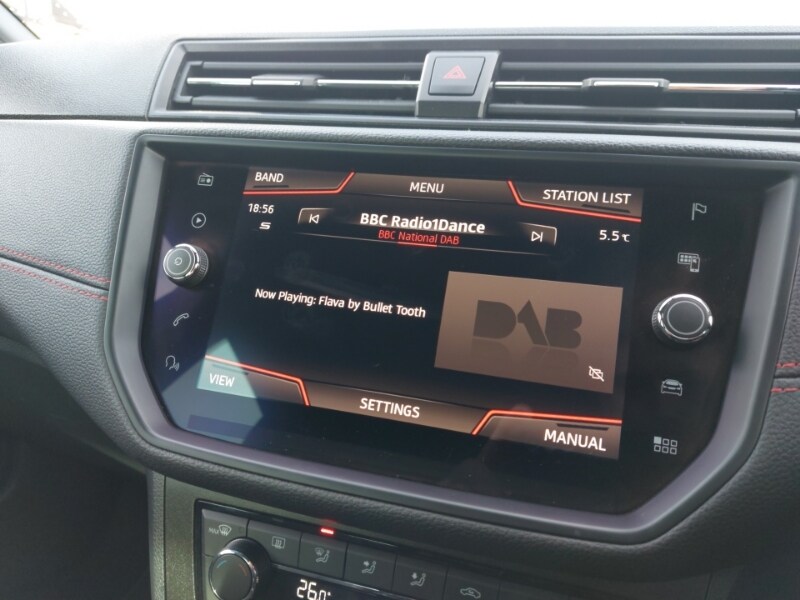 BAND
MENU
STATION LIST
18:56
BBC Radio1Dance
BBC National DAB
5.5 °C
Now Playing: Flava by Bullet Tooth
DAB
VIEW
SETTINGS
MANUAL
26.0